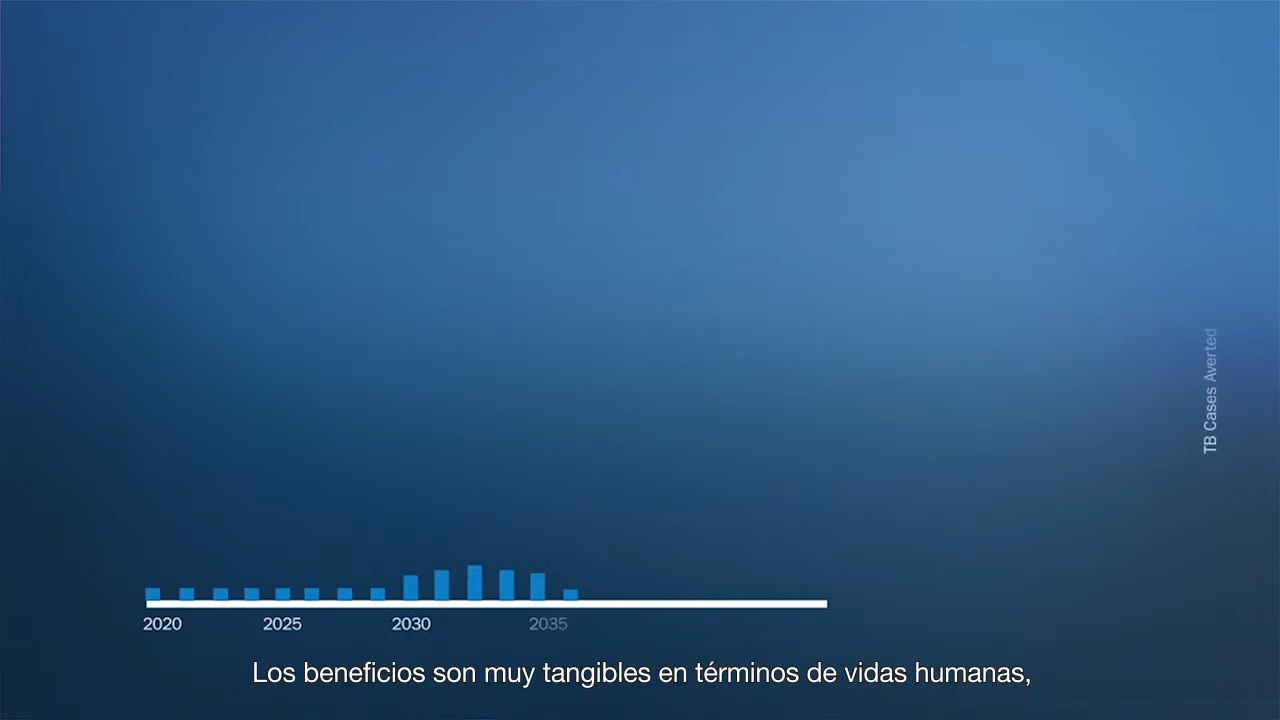 TB Cases Averted
2020 2025 2030 2035
Los beneficios son muy tangibles en términos de vidas humanas,